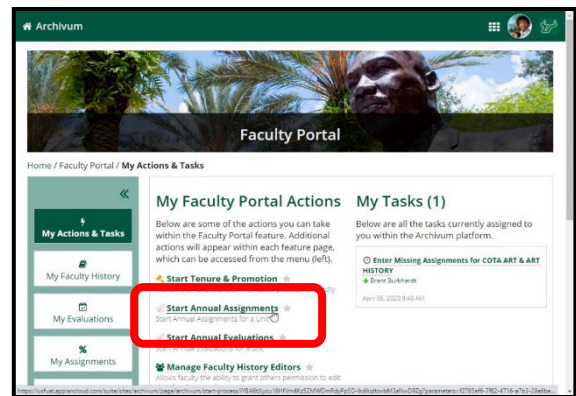 Archivum
Faculty Portal
Home / Faculty Portal / My Actions & Tasks
«
My Actions & Tasks
My Faculty History
My Evaluations
%
My Assignments
My Faculty Portal Actions
Below are some of the actions you can take
within the Faculty Portal feature. Additional
actions will appear within each feature page,
which can be accessed from the menu (left).
Start Tenure & Promotion
Start Annual Assignments
Start Annual Assignments for a Unit
Start Annual Evaluations
Start Annual Evaluations for a unit
Manage Faculty History Editors
Allows faculty the ability to grant others permission to edit
My Tasks (1)
Below are all the tasks currently assigned to
you within the Archivum platform.
Enter Missing Assignments for COTA ART & ART
HISTORY
Brent Burkhardt
April 06, 2020 9:40 AM